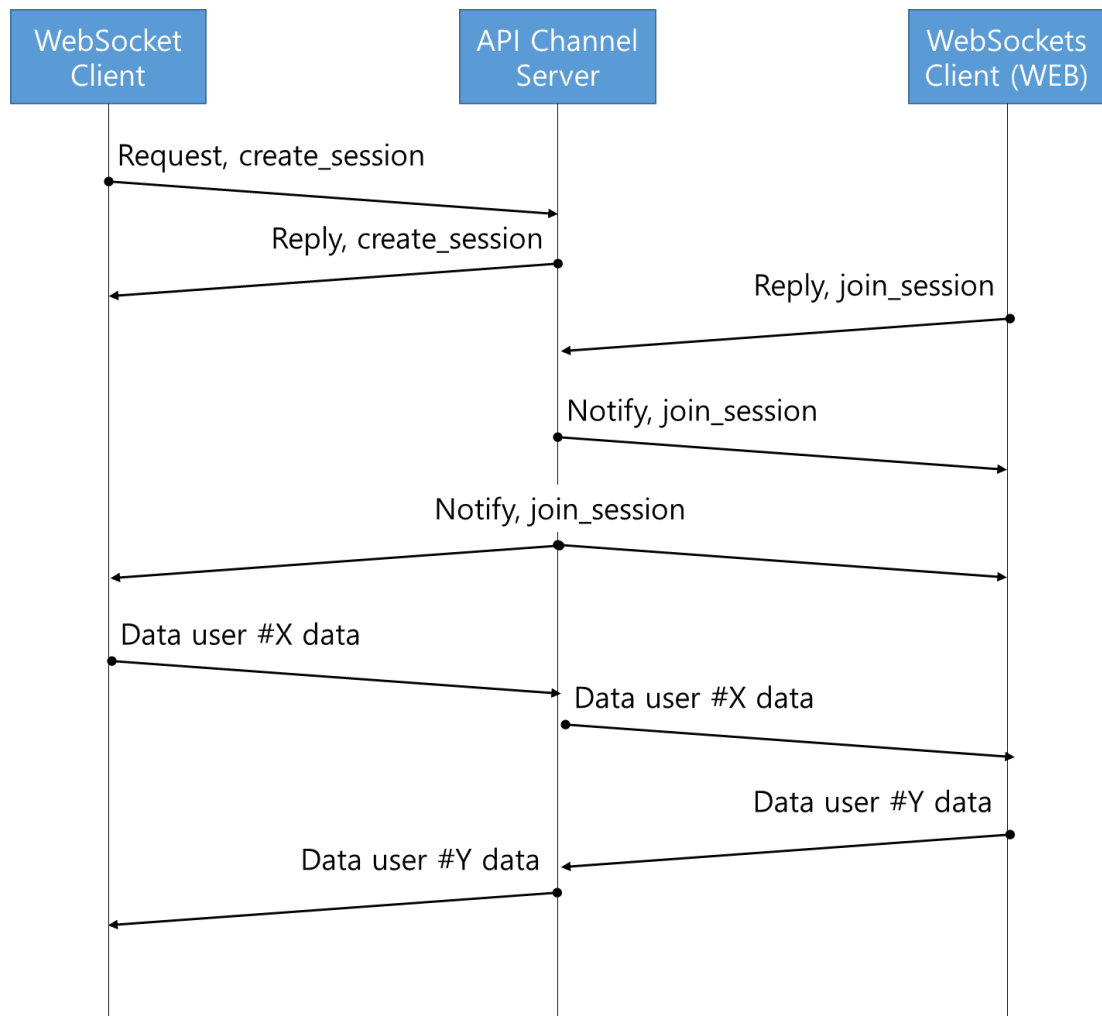 WebSocket
Client
API Channel
Server
WebSockets
Client (WEB)
Request, create_session
Reply, create_session
Reply, join_session
Notify, join_session
Notify, join_session
Data user #X data
Data user #X data
Data user #Y data
Data user #Y data